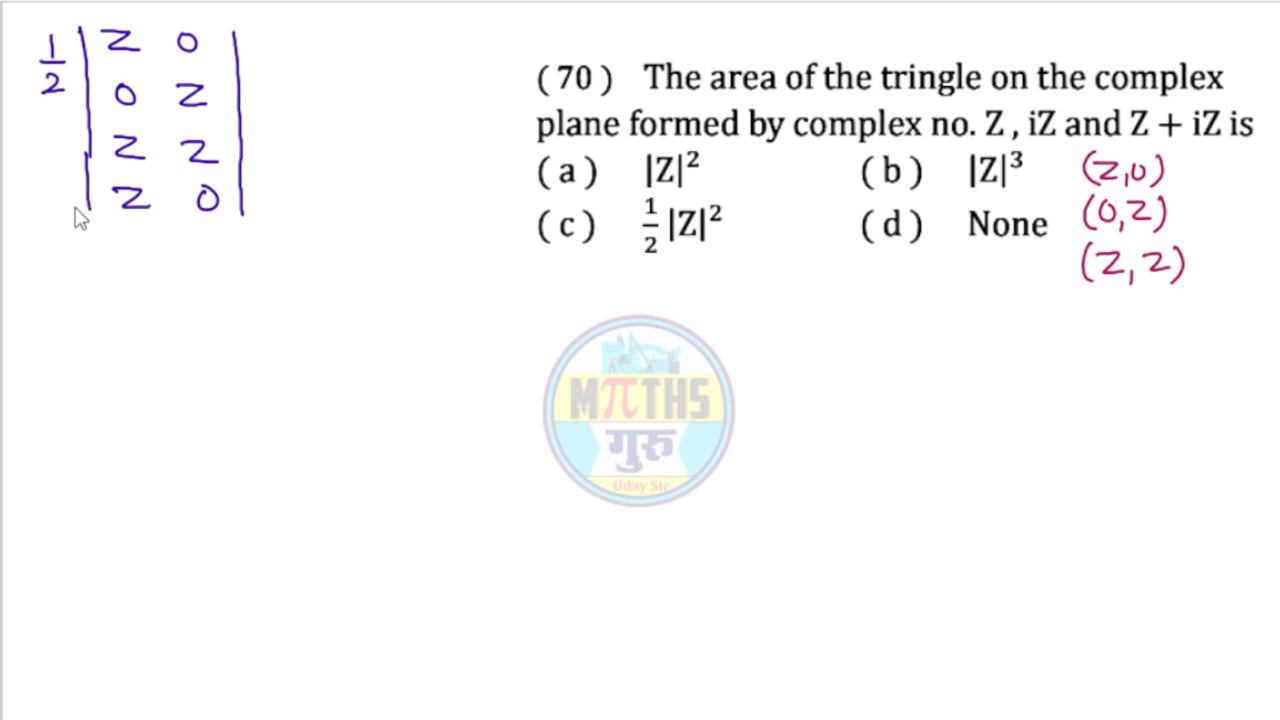 1/2 | Z 0 |
0 Z
Z Z
Z 0
( 70 ) The area of the tringle on the complex
plane formed by complex no. Z , iZ and Z + iZ is
( a ) |Z|² ( b ) |Z|³ (Z,0)
( c ) 1/2 |Z|² ( d ) None (0,Z)
(Z,Z)
MπTHS
गुरु
Uday Sir